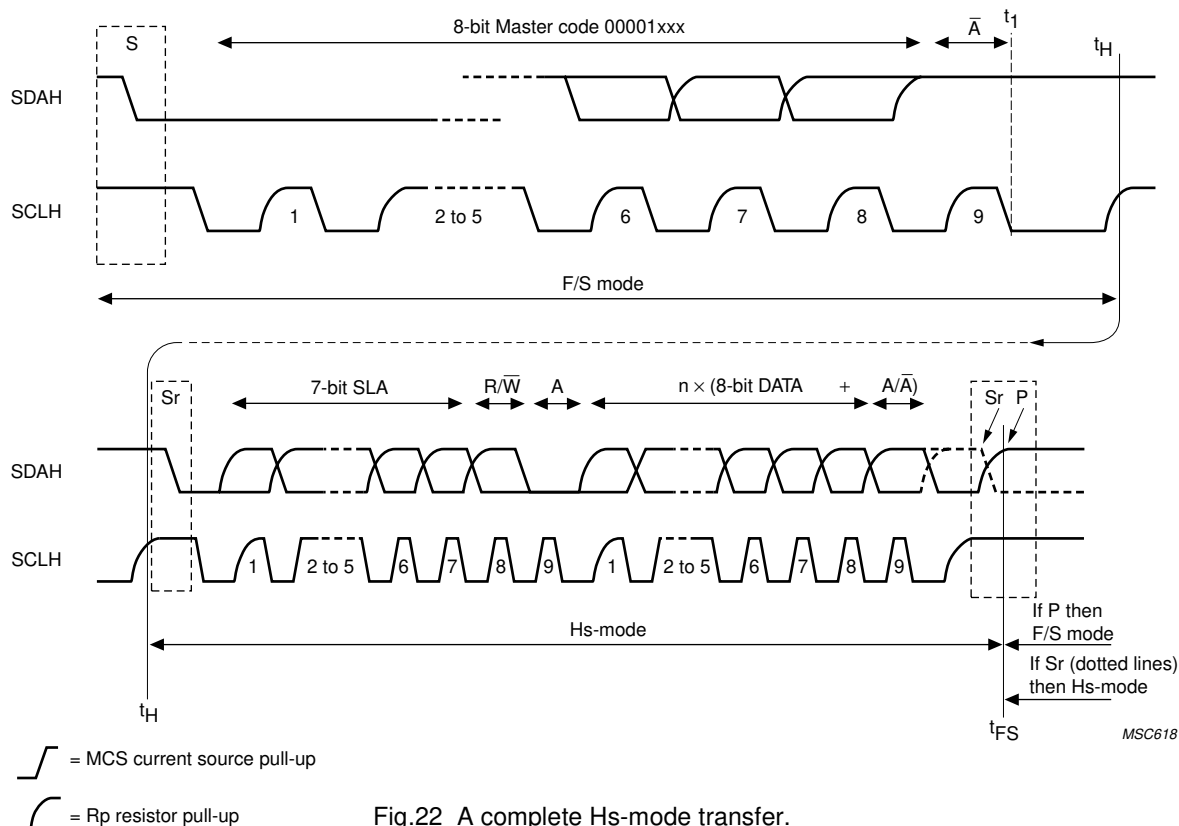 8-bit Master code 00001xxx
A̅
t1
S
tH
SDAH
SCLH
1
2 to 5
6
7
8
9
F/S mode
7-bit SLA
R/W̅
A
n × (8-bit DATA
+
A/A̅)
Sr
Sr
P
SDAH
SCLH
1
2 to 5
6
7
8
9
1
2 to 5
6
7
8
9
Hs-mode
If P then
F/S mode
If Sr (dotted lines)
then Hs-mode
tH
tFS
MSC618
= MCS current source pull-up
= Rp resistor pull-up
Fig.22 A complete Hs-mode transfer.